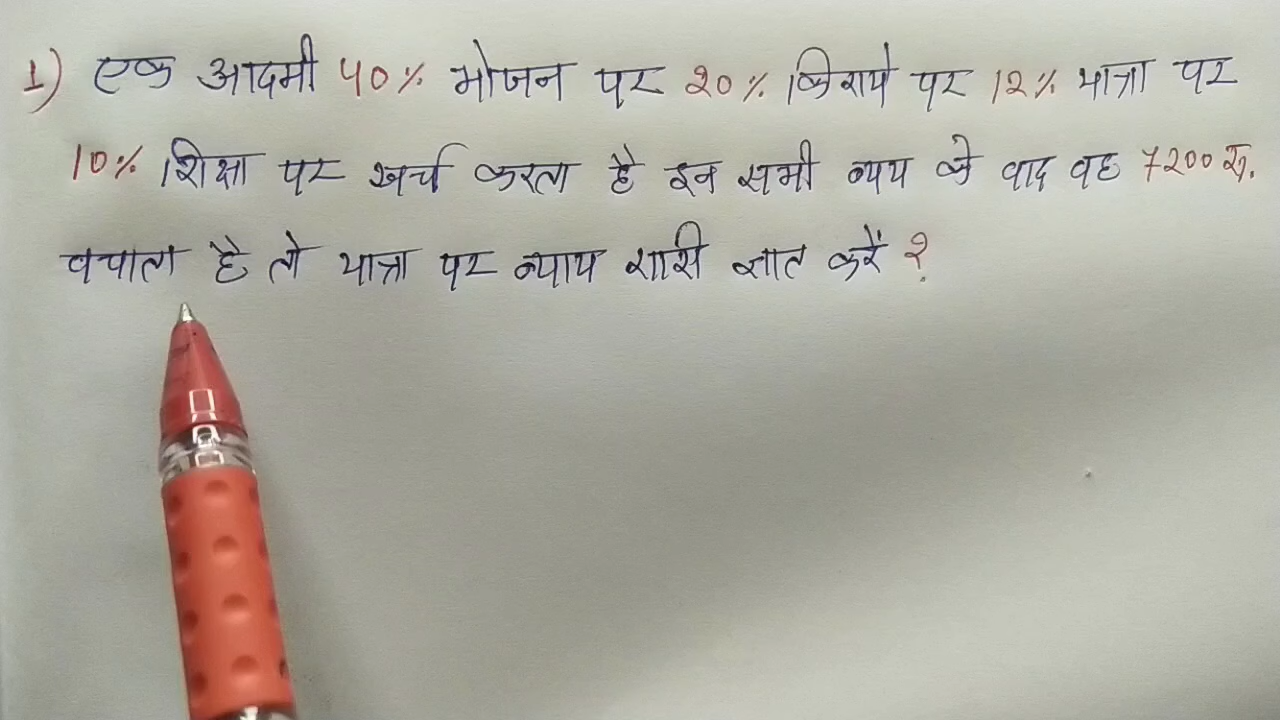 1) एक आदमी 40% भोजन पर 20% किराये पर 12% यात्रा पर
10% शिक्षा पर खर्च करता है इन सभी व्यय के बाद वह 7200 रु.
बचाता है तो यात्रा पर व्याय राशी ज्ञात करें ?